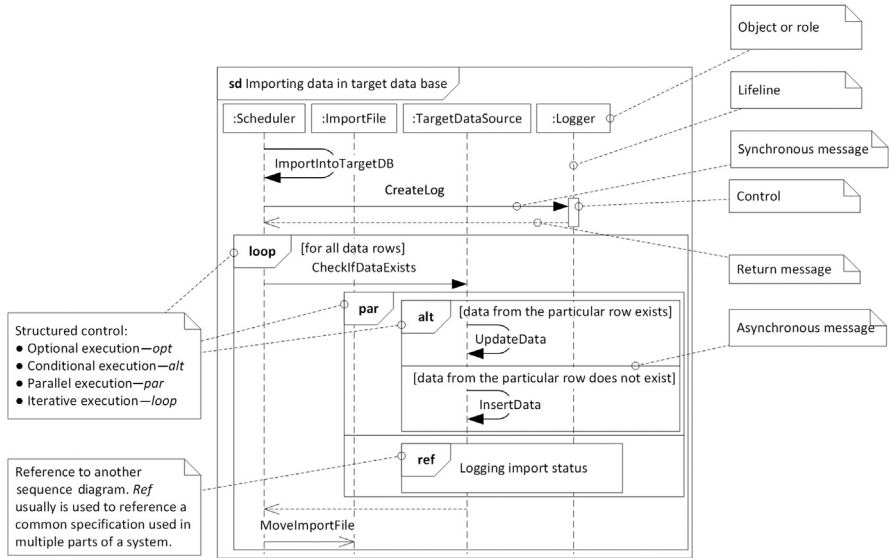 Object or role
Lifeline
Synchronous message
Control
Return message
Asynchronous message
sd Importing data in target data base
:Scheduler
:ImportFile
:TargetDataSource
:Logger
ImportIntoTargetDB
CreateLog
loop
[for all data rows]
CheckIfDataExists
par
alt
[data from the particular row exists]
UpdateData
[data from the particular row does not exist]
InsertData
ref
Logging import status
MoveImportFile
Structured control:
● Optional execution—opt
● Conditional execution—alt
● Parallel execution—par
● Iterative execution—loop
Reference to another
sequence diagram. Ref
usually is used to reference a
common specification used in
multiple parts of a system.